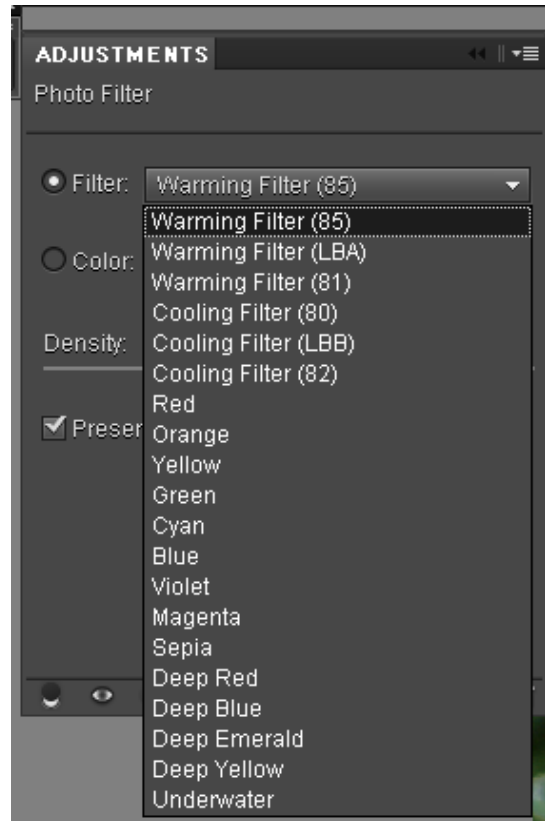 ADJUSTMENTS
Photo Filter
Filter: Warming Filter (85)
Warming Filter (85)
Warming Filter (LBA)
Color:
Warming Filter (81)
Cooling Filter (80)
Density:
Cooling Filter (LBB)
Cooling Filter (82)
Red
Preser
Orange
Yellow
Green
Cyan
Blue
Violet
Magenta
Sepia
Deep Red
Deep Blue
Deep Emerald
Deep Yellow
Underwater